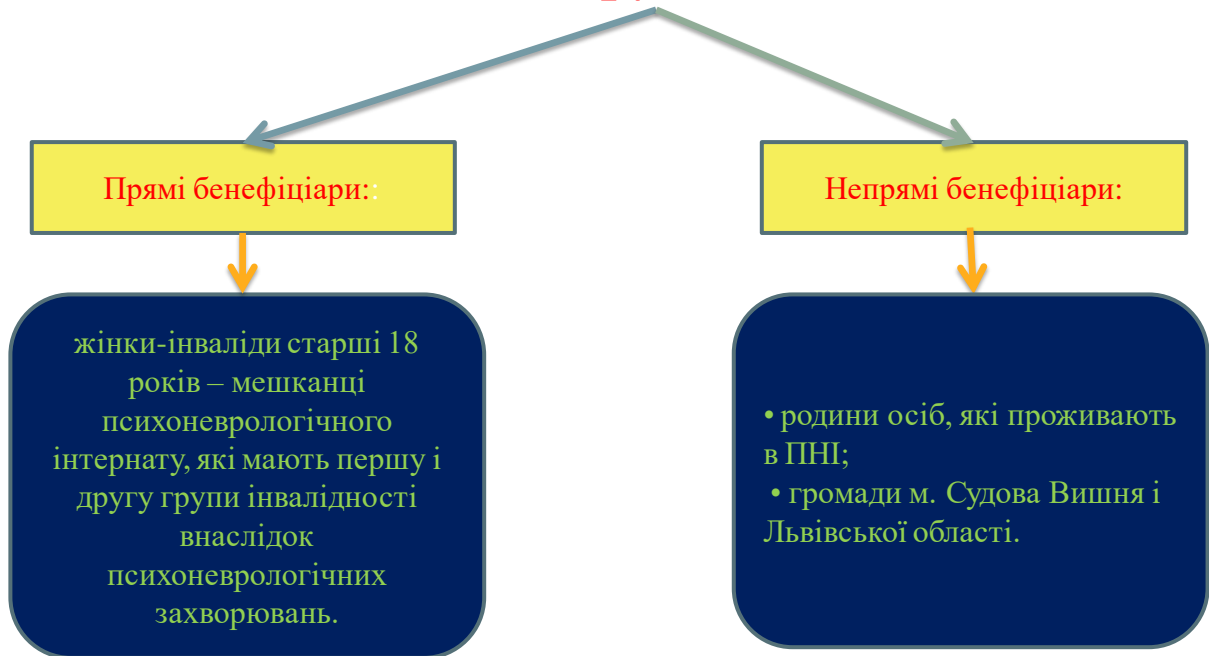 Прямі бенефіціари::
Непрямі бенефіціари:
жінки-інваліди старші 18
років – мешканці
психоневрологічного
інтернату, які мають першу і
другу групи інвалідності
внаслідок
психоневрологічних
захворювань.
• родини осіб, які проживають
в ПНІ;
• громади м. Судова Вишня і
Львівської області.